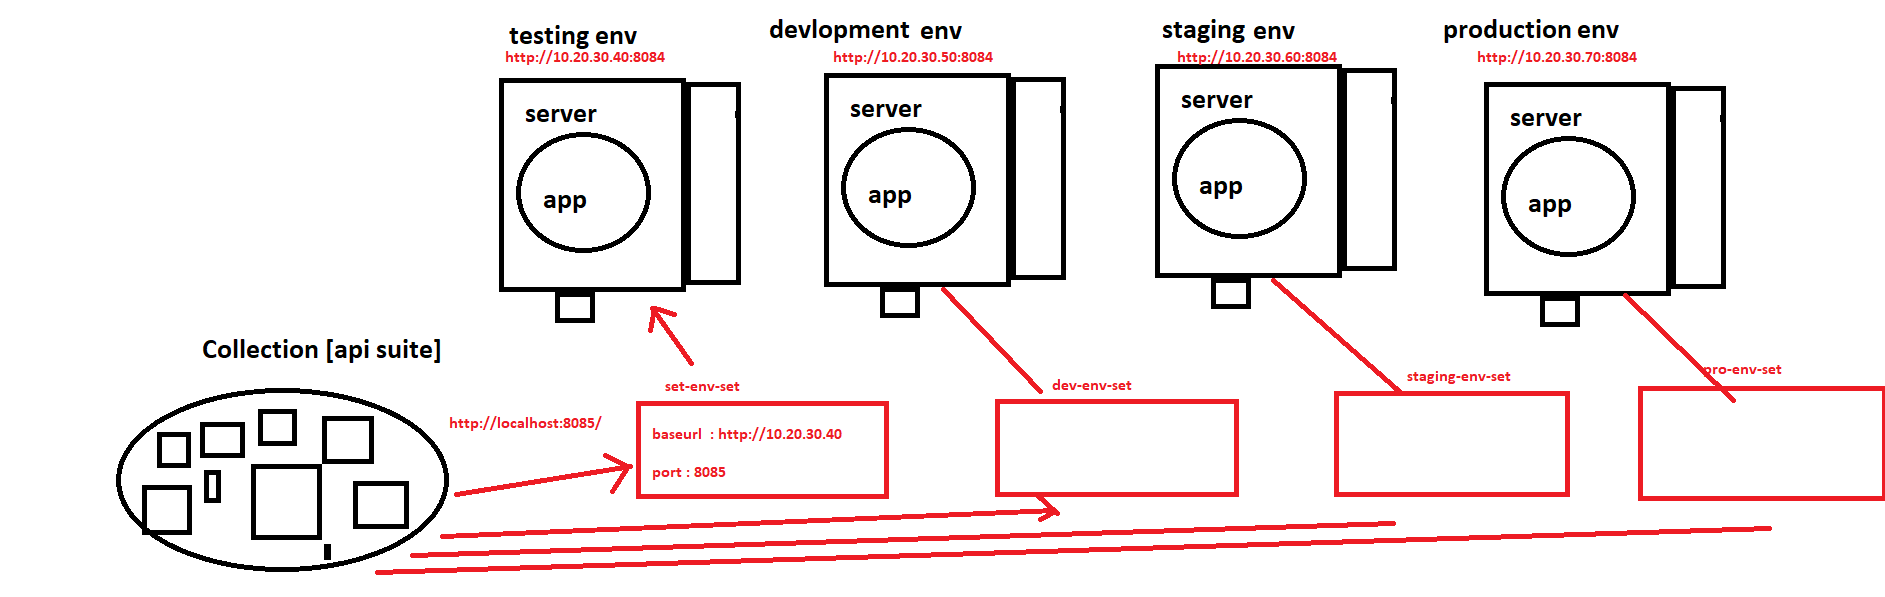 testing env
http://10.20.30.40:8084
server
app
devlopment env
http://10.20.30.50:8084
server
app
staging env
http://10.20.30.60:8084
server
app
production env
http://10.20.30.70:8084
server
app
Collection [api suite]
http://localhost:8085/
set-env-set
baseurl : http://10.20.30.40
port : 8085
dev-env-set
staging-env-set
pro-env-set